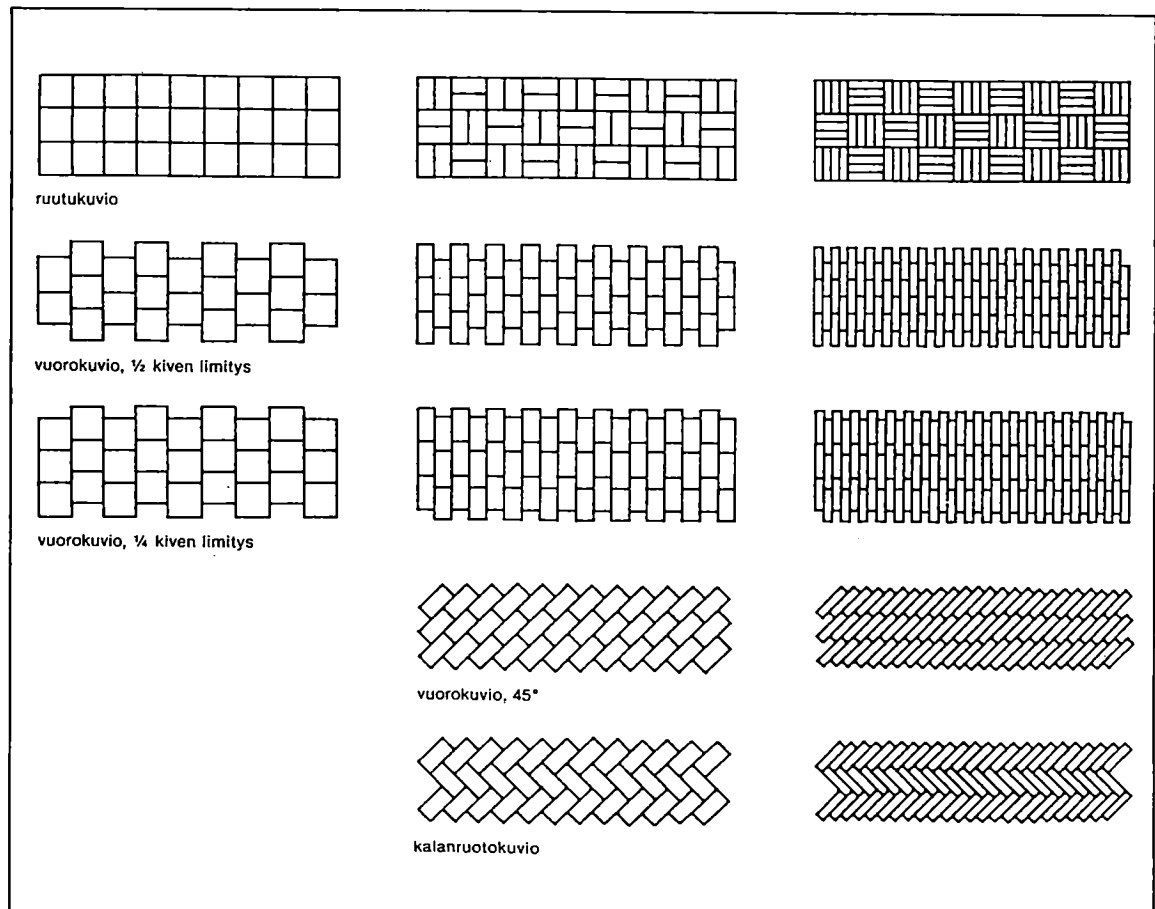 ruutukuvio
vuorokuvio, ½ kiven limitys
vuorokuvio, ¼ kiven limitys
vuorokuvio, 45°
kalanruotokuvio